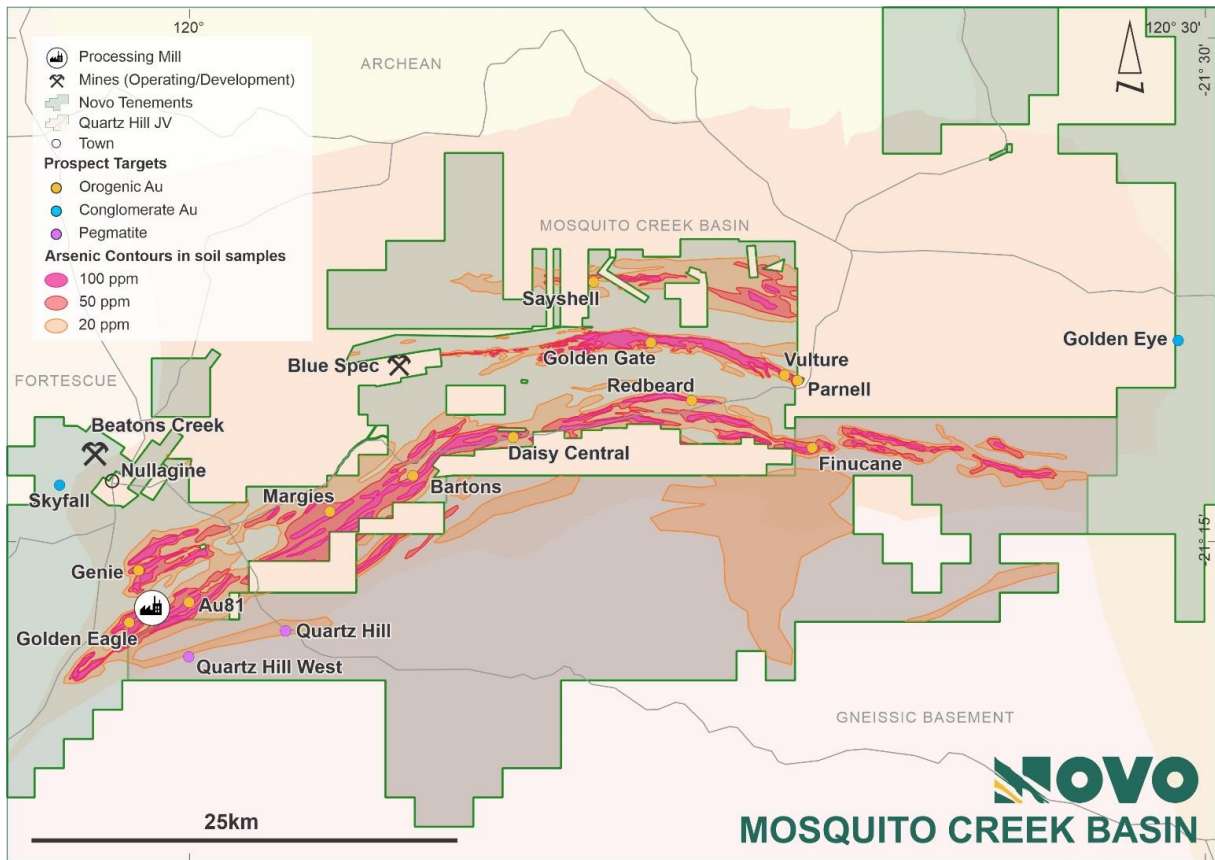 120°
120° 30'
-21° 30'
Processing Mill
Mines (Operating/Development)
Novo Tenements
Quartz Hill JV
Town
Prospect Targets
Orogenic Au
Conglomerate Au
Pegmatite
Arsenic Contours in soil samples
100 ppm
50 ppm
20 ppm
ARCHEAN
N
MOSQUITO CREEK BASIN
Sayshell
Golden Eye
Blue Spec
Golden Gate
Vulture
Parnell
Redbeard
FORTESCUE
Beatons Creek
Nullagine
Skyfall
Daisy Central
Finucane
Bartons
Margies
-21° 15'
Genie
Au81
Golden Eagle
Quartz Hill
Quartz Hill West
GNEISSIC BASEMENT
NOVO
25km
MOSQUITO CREEK BASIN